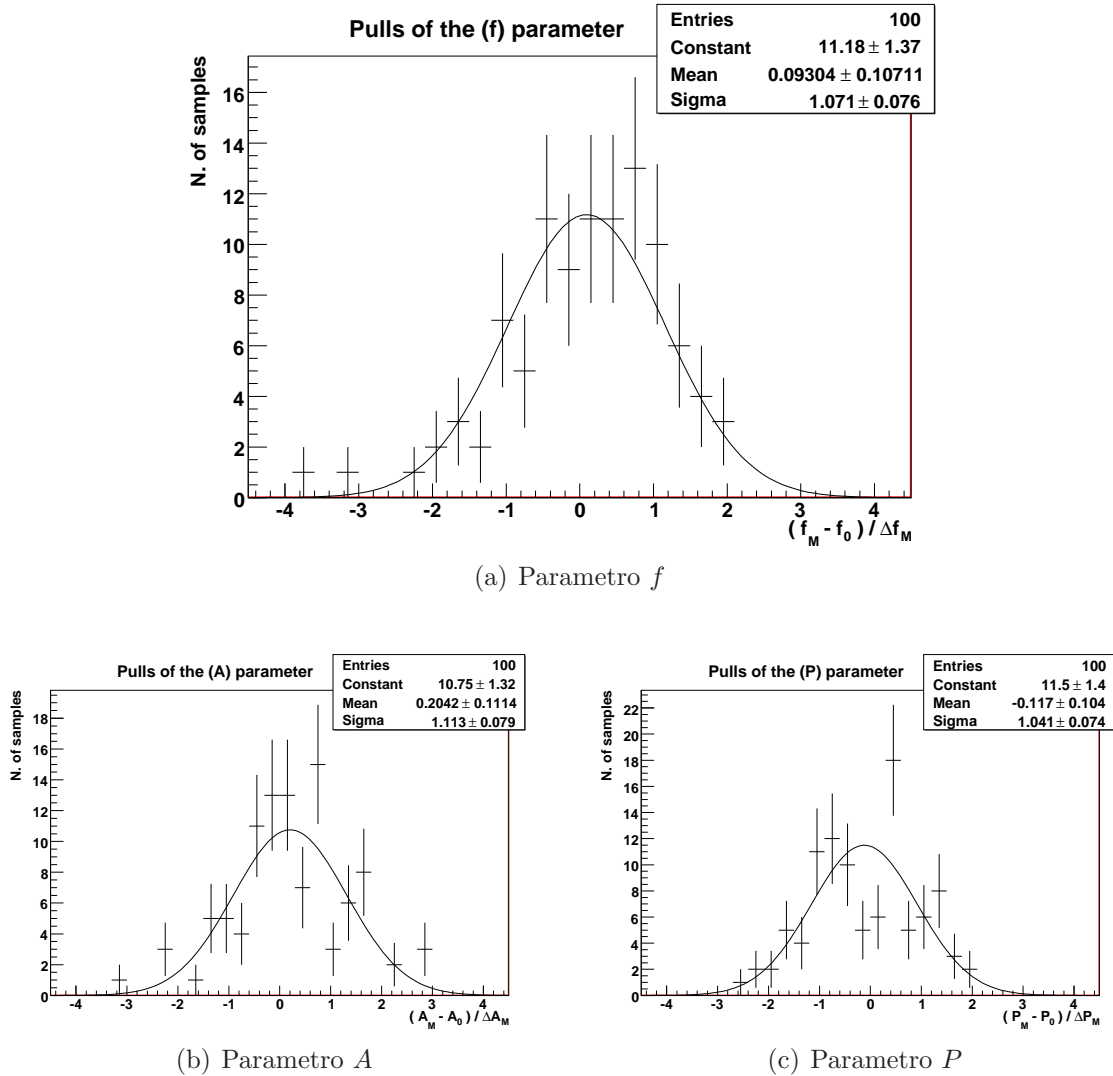 Pulls of the (f) parameter
Entries 100
Constant 11.18 ± 1.37
Mean 0.09304 ± 0.10711
Sigma 1.071 ± 0.076
N. of samples
16
14
12
10
8
6
4
2
0
-4 -3 -2 -1 0 1 2 3 4
( f_M - f_0 ) / Δf_M
(a) Parametro f
Pulls of the (A) parameter
Entries 100
Constant 10.75 ± 1.32
Mean 0.2042 ± 0.1114
Sigma 1.113 ± 0.079
N. of samples
18
16
14
12
10
8
6
4
2
0
-4 -3 -2 -1 0 1 2 3 4
( A_M - A_0 ) / ΔA_M
(b) Parametro A
Pulls of the (P) parameter
Entries 100
Constant 11.5 ± 1.4
Mean -0.117 ± 0.104
Sigma 1.041 ± 0.074
N. of samples
22
20
18
16
14
12
10
8
6
4
2
0
-4 -3 -2 -1 0 1 2 3 4
( P_M - P_0 ) / ΔP_M
(c) Parametro P